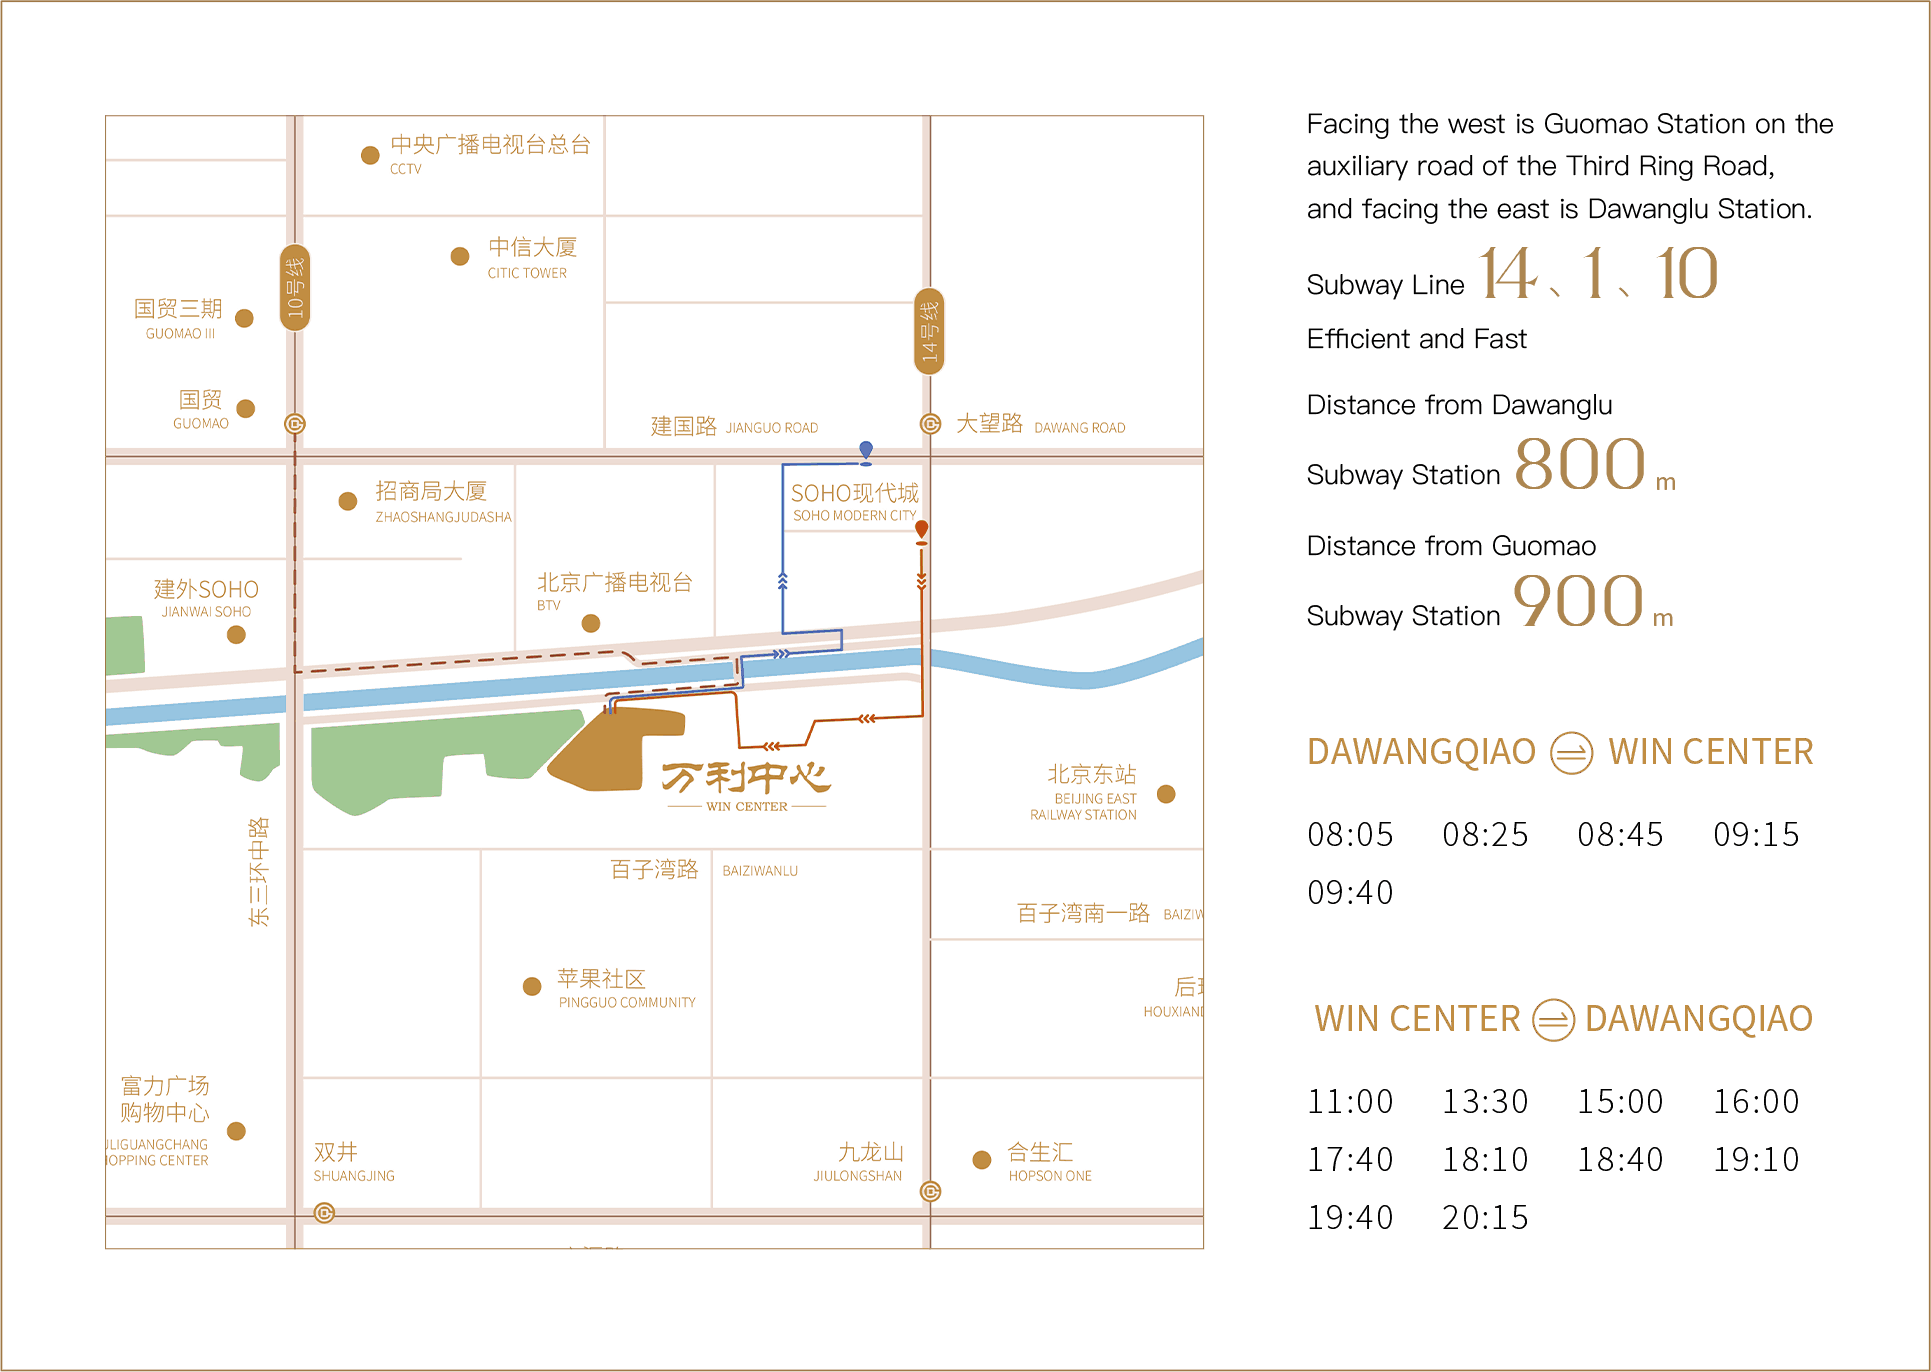 中央广播电视台总台
CCTV
10号线
中信大厦
CITIC TOWER
国贸三期
GUOMAO III
14号线
国贸
GUOMAO
建国路 JIANGUO ROAD
大望路 DAWANG ROAD
招商局大厦
ZHAOSHANGJUDASHA
SOHO现代城
SOHO MODERN CITY
建外SOHO
JIANWAI SOHO
北京广播电视台
BTV
万利中心
WIN CENTER
北京东站
BEIJING EAST
RAILWAY STATION
东三环中路
百子湾路 BAIZIWANLU
百子湾南一路 BAIZIW
苹果社区
PINGGUO COMMUNITY
后
HOUXIAN
富力广场
购物中心
LIGUANGCHANG
OPPING CENTER
双井
SHUANGJING
九龙山
JIULONGSHAN
合生汇
HOPSON ONE
Facing the west is Guomao Station on the
auxiliary road of the Third Ring Road,
and facing the east is Dawanglu Station.
Subway Line 14、1、10
Efficient and Fast
Distance from Dawanglu
Subway Station 800 m
Distance from Guomao
Subway Station 900 m
DAWANGQIAO ⇌ WIN CENTER
08:05 08:25 08:45 09:15
09:40
WIN CENTER ⇌ DAWANGQIAO
11:00 13:30 15:00 16:00
17:40 18:10 18:40 19:10
19:40 20:15